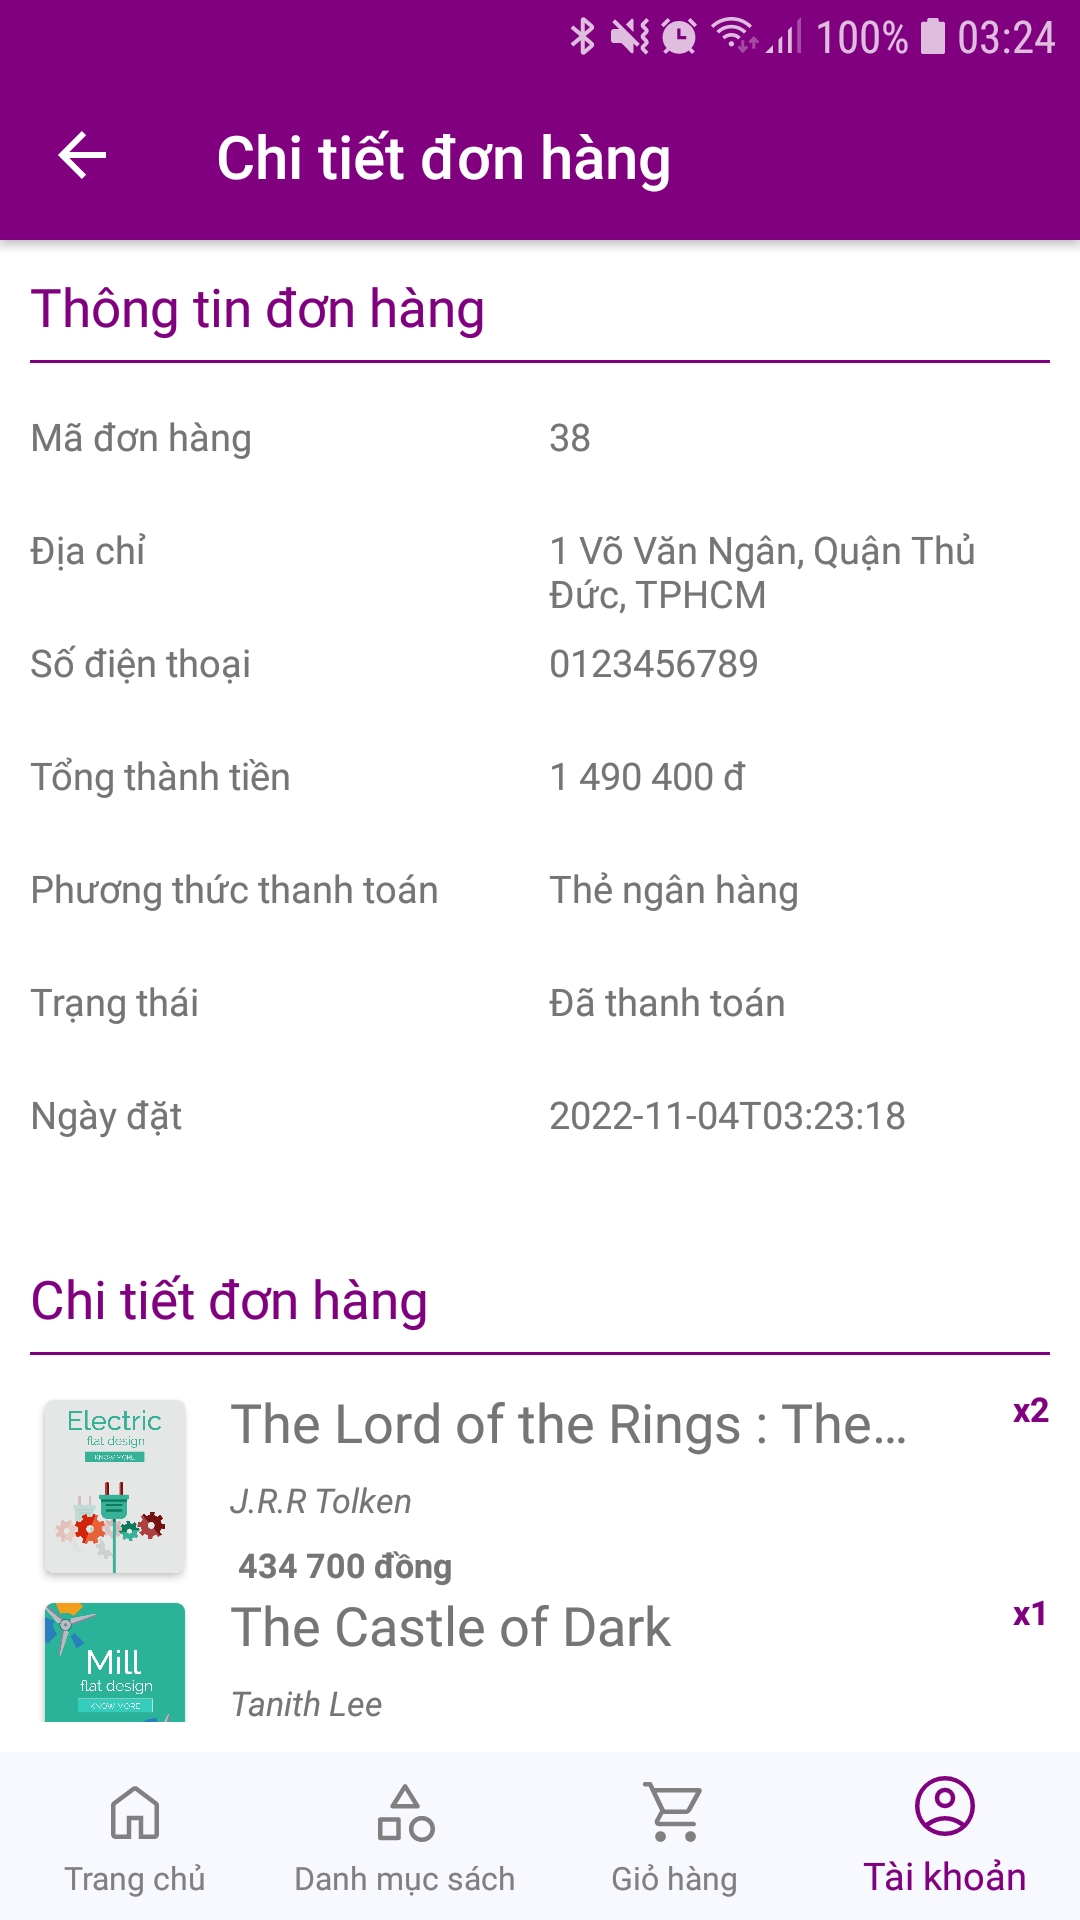 100% 03:24
Chi tiết đơn hàng
Thông tin đơn hàng
Mã đơn hàng 38
Địa chỉ 1 Võ Văn Ngân, Quận Thủ
Đức, TPHCM
Số điện thoại 0123456789
Tổng thành tiền 1 490 400 đ
Phương thức thanh toán Thẻ ngân hàng
Trạng thái Đã thanh toán
Ngày đặt 2022-11-04T03:23:18
Chi tiết đơn hàng
Electric
flat design
KNOW MORE
The Lord of the Rings : The... x2
J.R.R Tolken
434 700 đồng
Mill
flat design
KNOW MORE
The Castle of Dark x1
Tanith Lee
Trang chủ Danh mục sách Giỏ hàng Tài khoản